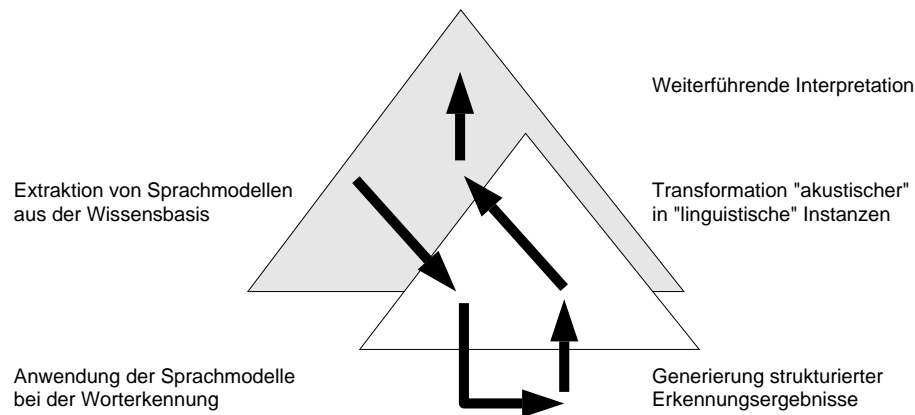 Weiterführende Interpretation
Extraktion von Sprachmodellen
aus der Wissensbasis
Transformation "akustischer"
in "linguistische" Instanzen
Anwendung der Sprachmodelle
bei der Worterkennung
Generierung strukturierter
Erkennungsergebnisse